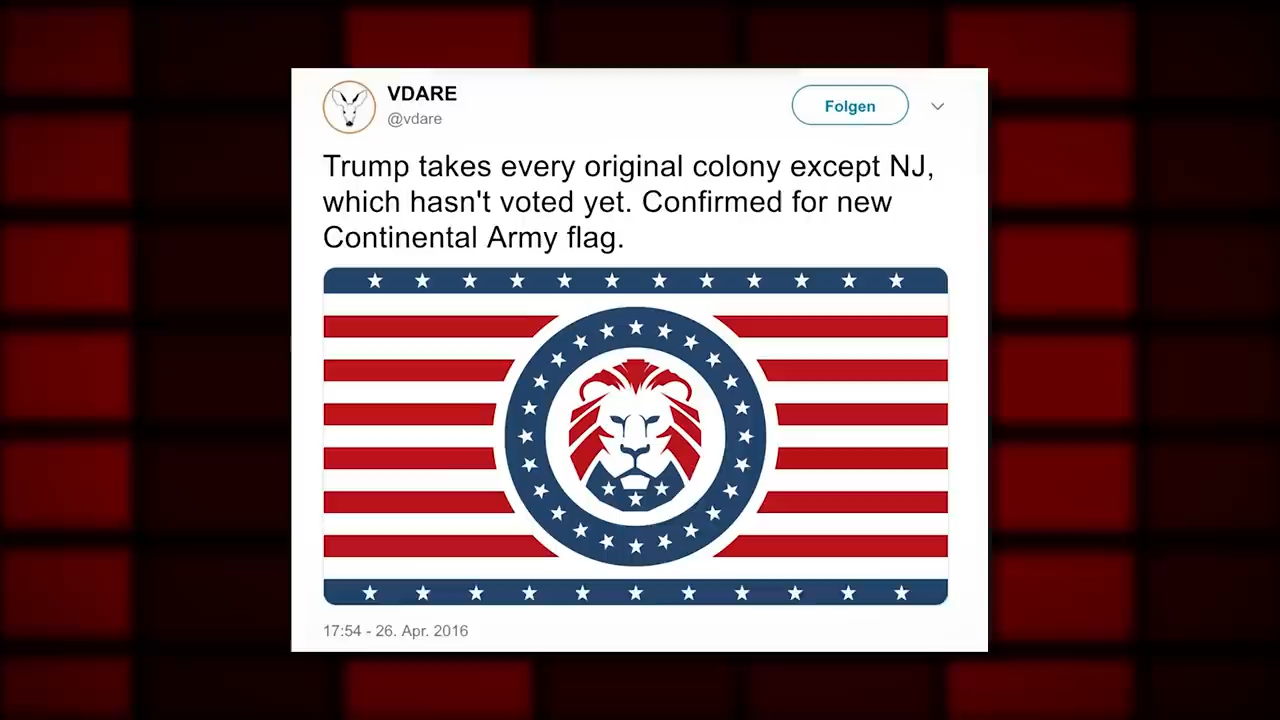 VDARE
@vdare
Folgen
Trump takes every original colony except NJ,
which hasn't voted yet. Confirmed for new
Continental Army flag.
17:54 - 26. Apr. 2016